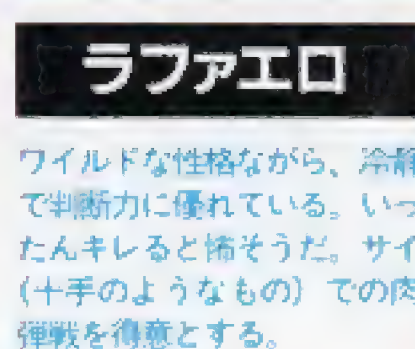 ラファエロ
ワイルドな性格ながら、冷静
で判断力に優れている。いっ
たんキレると怖そうだ。サイ
(十手のようなもの) での肉
弾戦を得意とする。